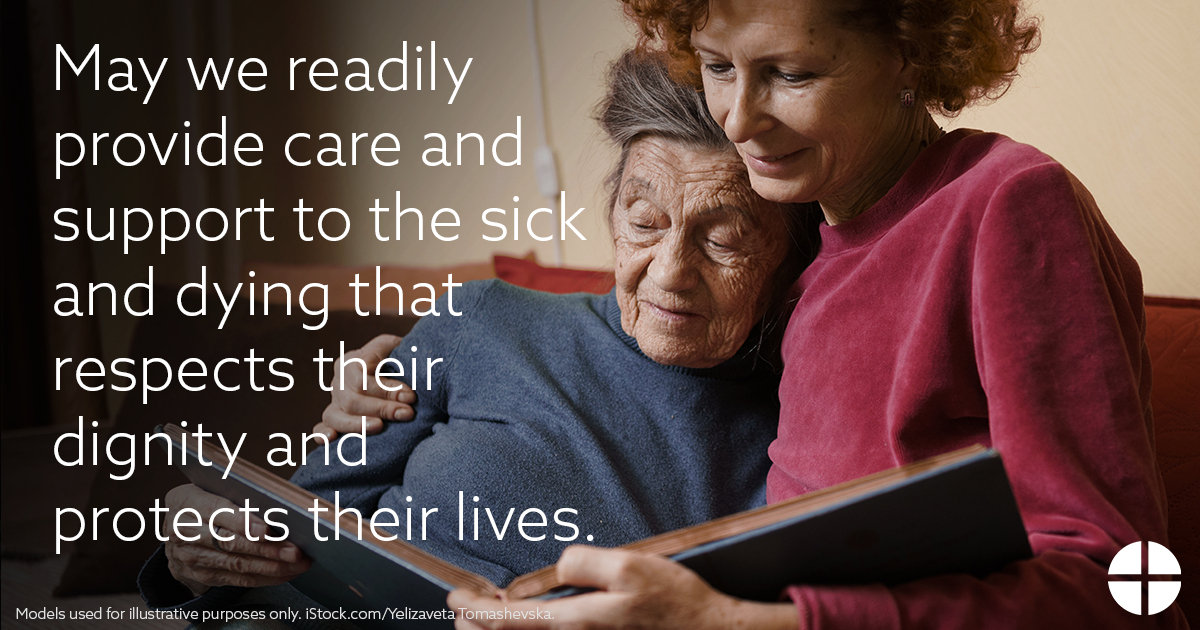 May we readily
provide care and
support to the sick
and dying that
respects their
dignity and
protects their lives.
Models used for illustrative purposes only. iStock.com/Yelizaveta Tomashevska.